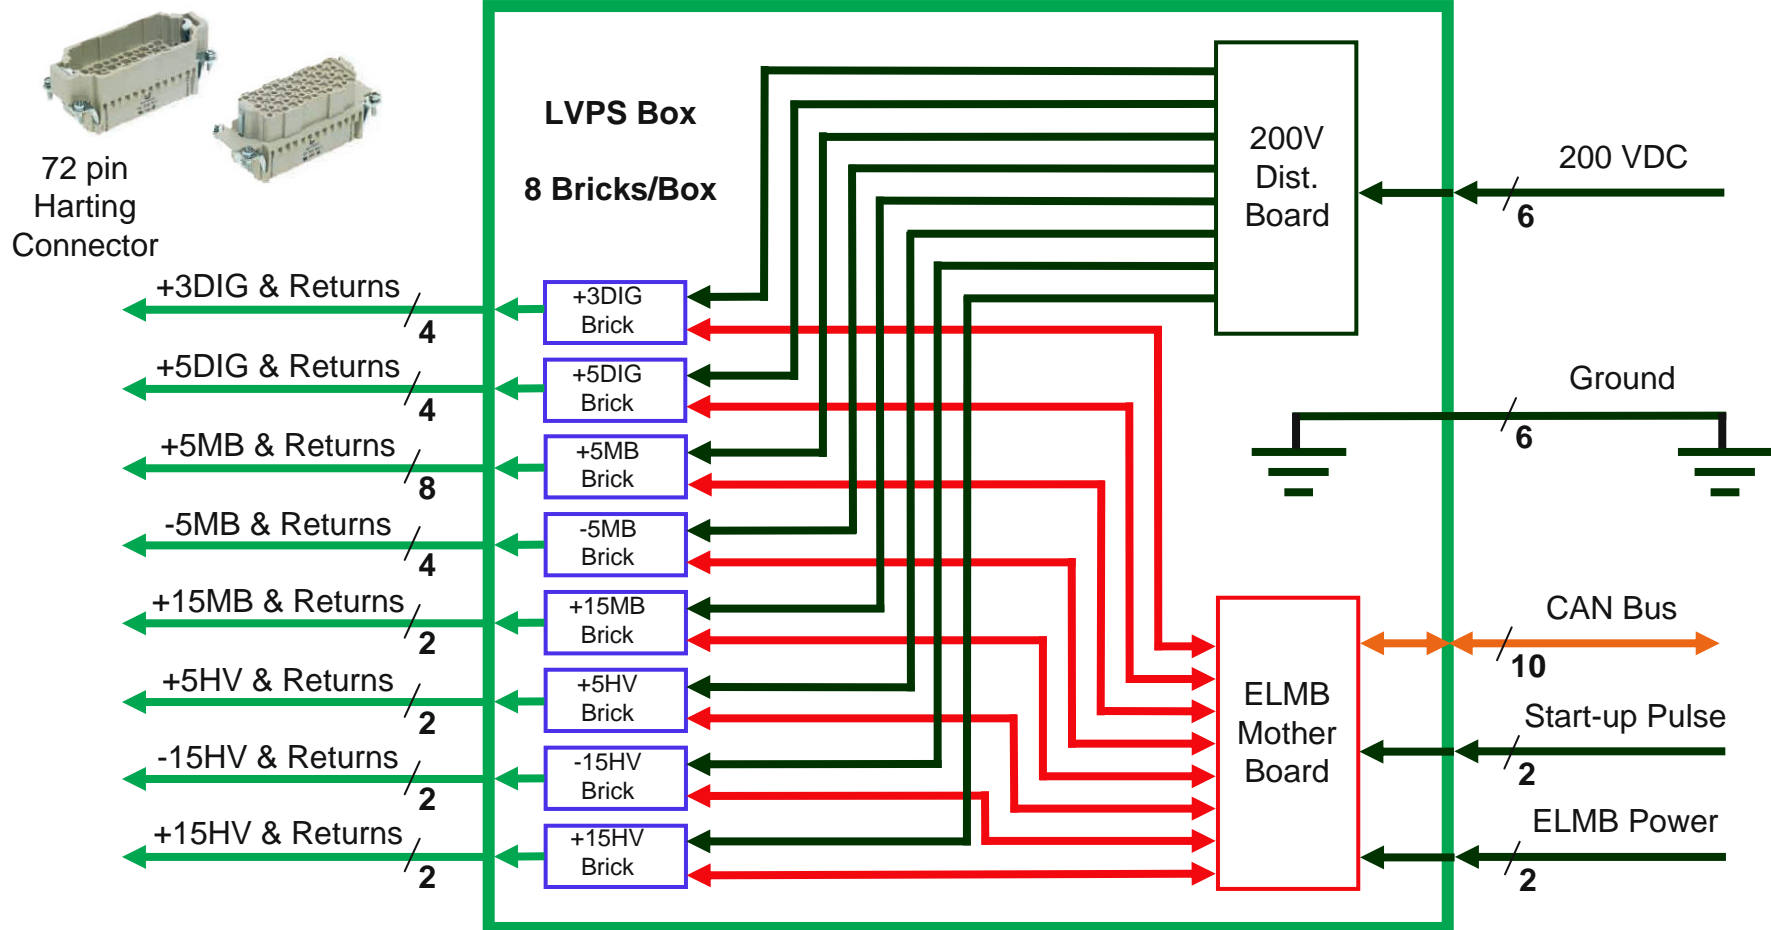 72 pin
Harting
Connector
LVPS Box
8 Bricks/Box
200V
Dist.
Board
200 VDC
6
Ground
6
+3DIG & Returns
4
+5DIG & Returns
4
+5MB & Returns
8
-5MB & Returns
4
+15MB & Returns
2
+5HV & Returns
2
-15HV & Returns
2
+15HV & Returns
2
+3DIG
Brick
+5DIG
Brick
+5MB
Brick
-5MB
Brick
+15MB
Brick
+5HV
Brick
-15HV
Brick
+15HV
Brick
ELMB
Mother
Board
CAN Bus
10
Start-up Pulse
2
ELMB Power
2